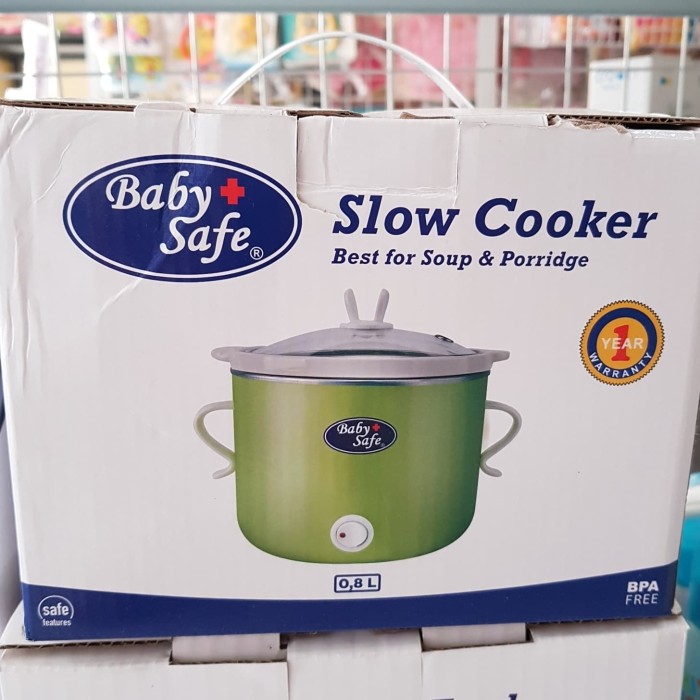 Baby
Safe®
Slow Cooker
Best for Soup & Porridge
1
YEAR
WARRANTY
Baby
Safe
0,8 L
safe
features
BPA
FREE